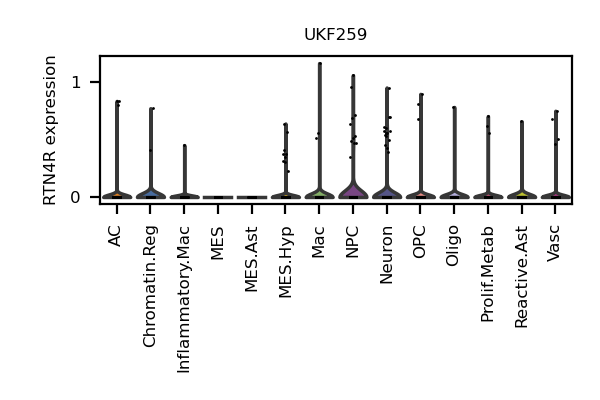 UKF259
RTN4R expression
1
0
AC
Chromatin.Reg
Inflammatory.Mac
MES
MES.Ast
MES.Hyp
Mac
NPC
Neuron
OPC
Oligo
Prolif.Metab
Reactive.Ast
Vasc